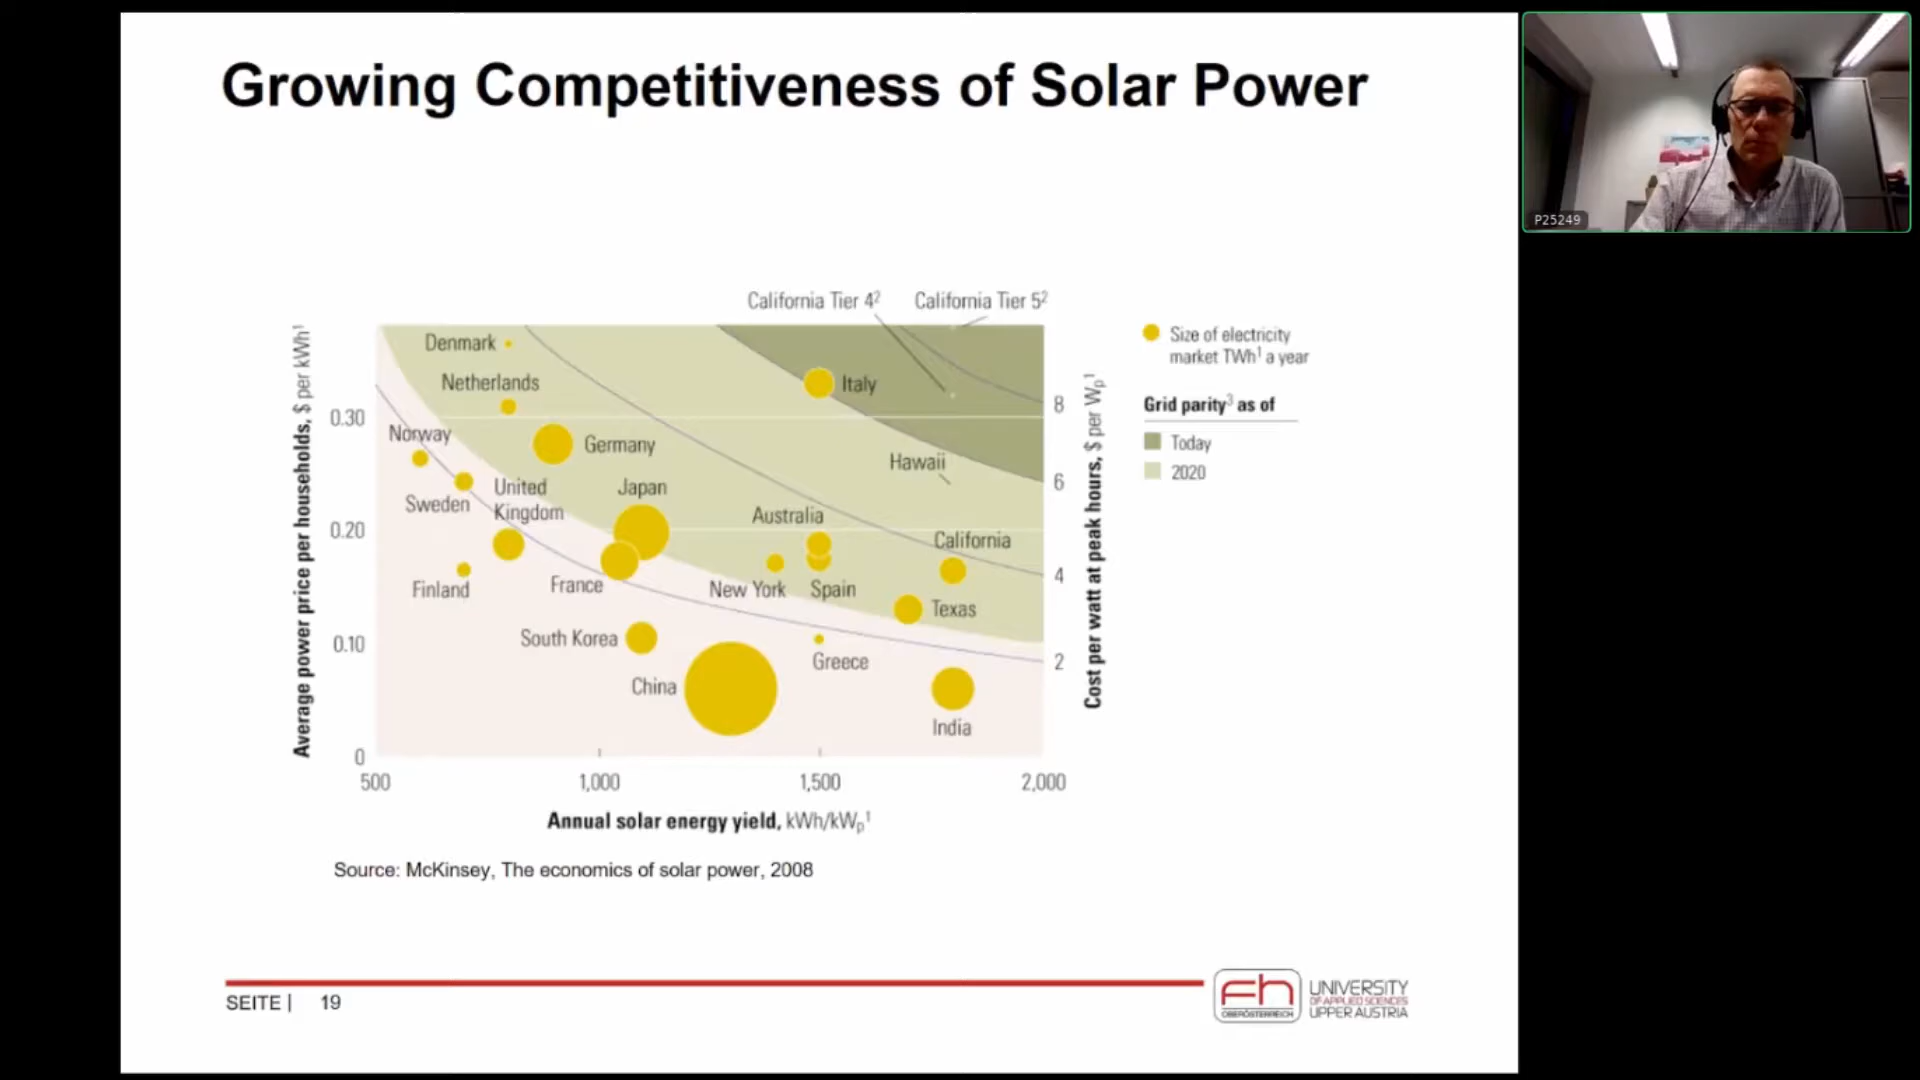 Growing Competitiveness of Solar Power
P25249
California Tier 4²
California Tier 5²
Average power price per households, $ per kWh¹
0.30
0.20
0.10
0
Denmark
Netherlands
Norway
Germany
Sweden
United
Kingdom
Japan
Italy
Hawaii
Australia
California
Finland
France
New York
Spain
Texas
South Korea
Greece
China
India
8
6
4
2
Cost per watt at peak hours, $ per Wp¹
500
1,000
1,500
2,000
Annual solar energy yield, kWh/kWp¹
Size of electricity
market TWh¹ a year
Grid parity³ as of
Today
2020
Source: McKinsey, The economics of solar power, 2008
SEITE | 19
fh
OBERÖSTERREICH
UNIVERSITY
OF APPLIED SCIENCES
UPPER AUSTRIA